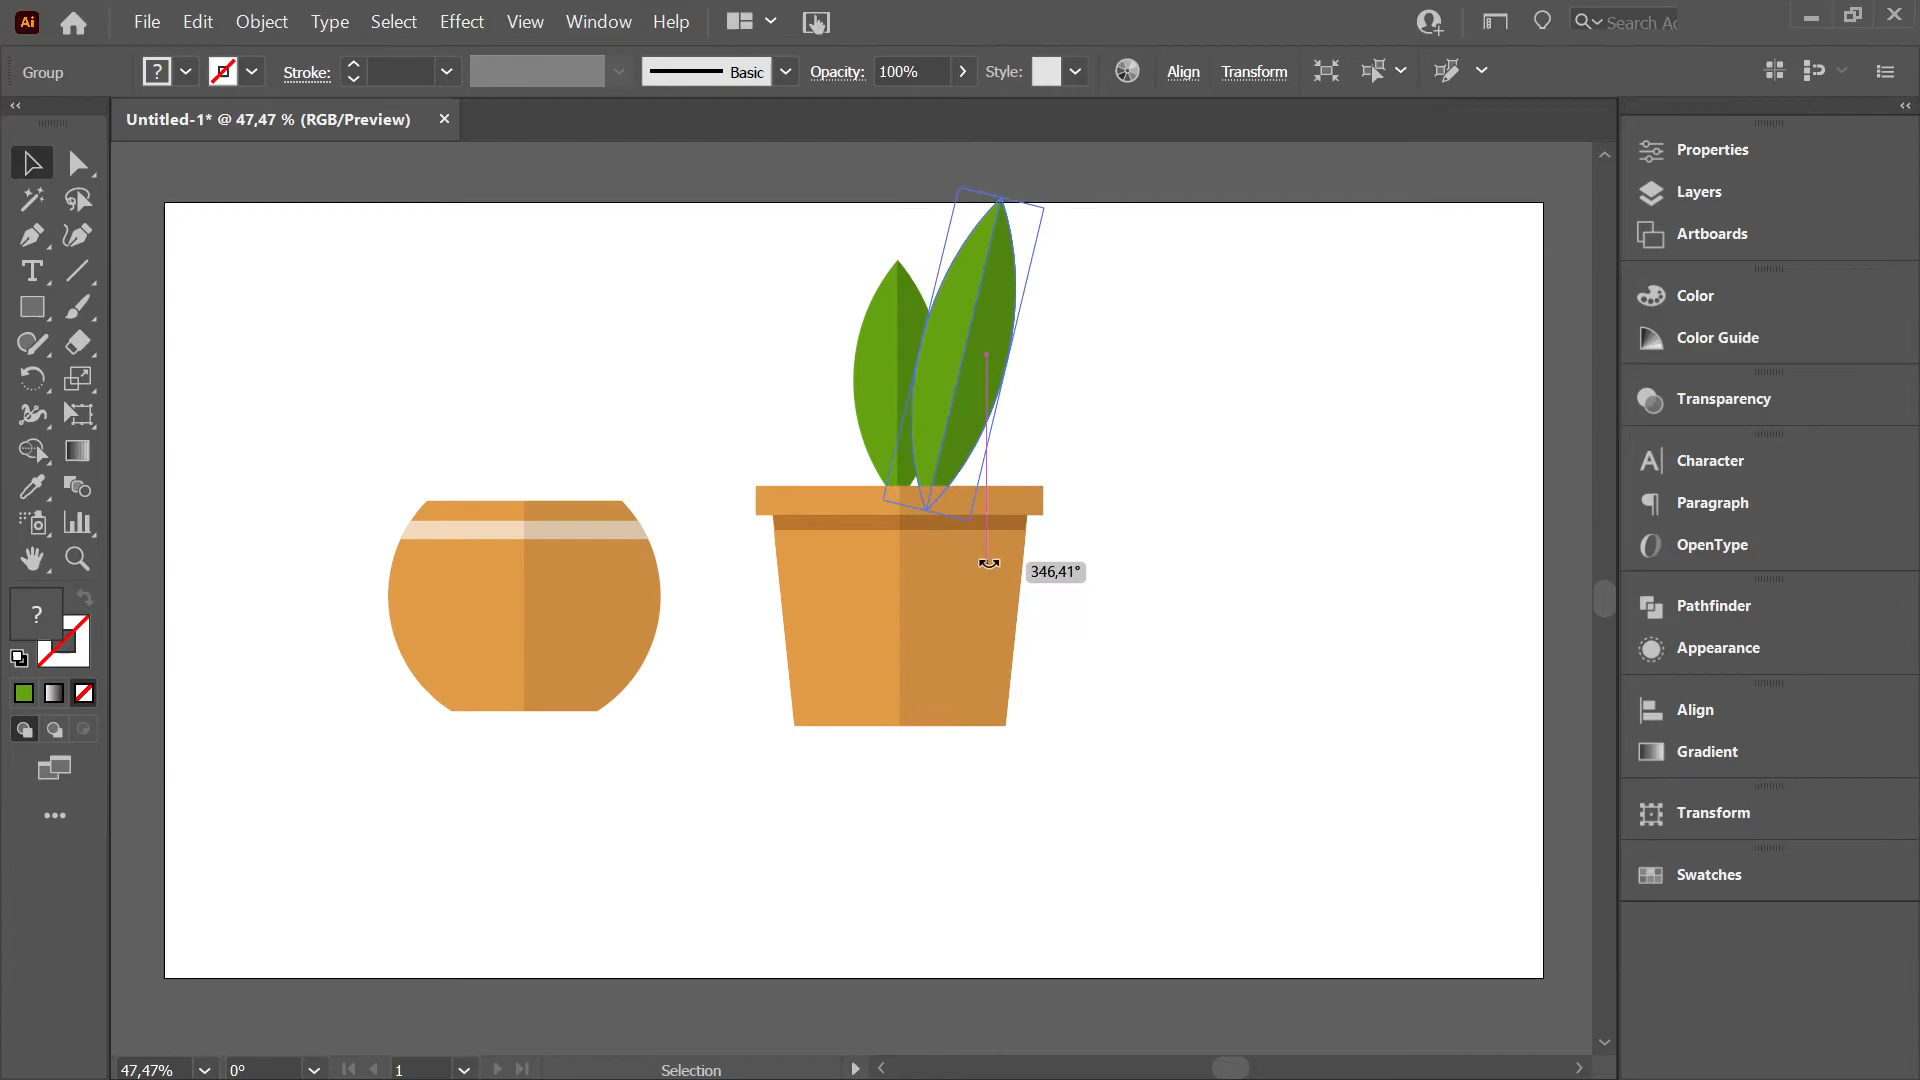 Ai File Edit Object Type Select Effect View Window Help Search Ac
Group ? Stroke: Basic Opacity: 100% Style: Align Transform
Untitled-1* @ 47,47 % (RGB/Preview)
Properties
Layers
Artboards
Color
Color Guide
Transparency
Character
Paragraph
OpenType
346,41°
Pathfinder
?
Appearance
Align
Gradient
Transform
Swatches
47,47% 0° 1 Selection